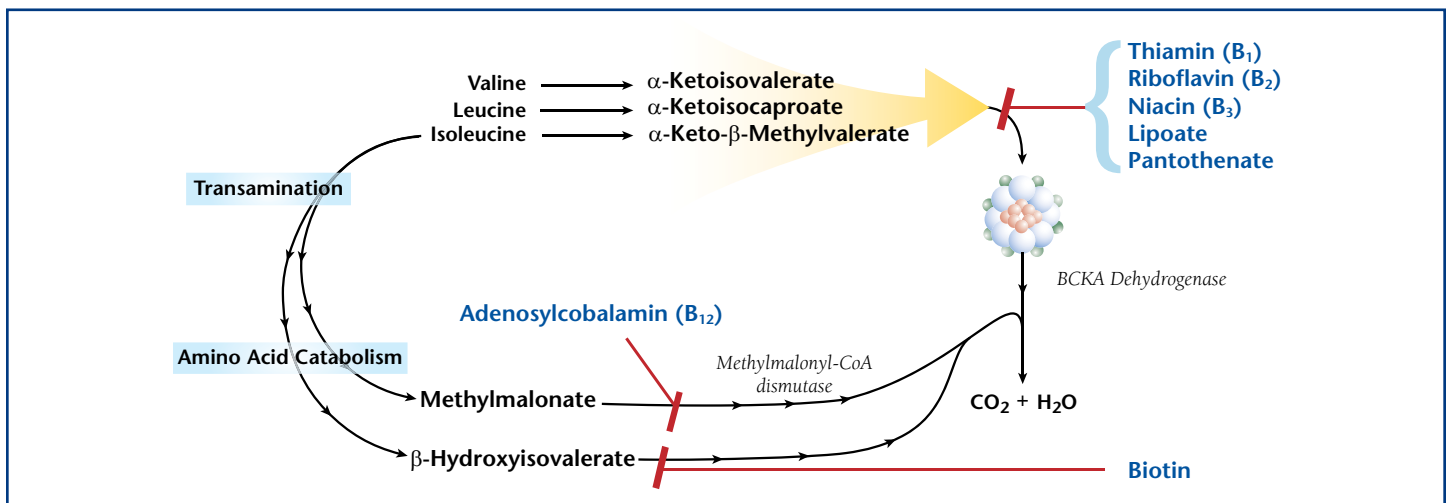 Valine
α-Ketoisovalerate
Leucine
α-Ketoisocaproate
Isoleucine
α-Keto-β-Methylvalerate
Thiamin (B₁)
Riboflavin (B₂)
Niacin (B₃)
Lipoate
Pantothenate
Transamination
BCKA Dehydrogenase
Adenosylcobalamin (B₁₂)
Amino Acid Catabolism
Methylmalonyl-CoA
dismutase
Methylmalonate
CO₂ + H₂O
β-Hydroxyisovalerate
Biotin